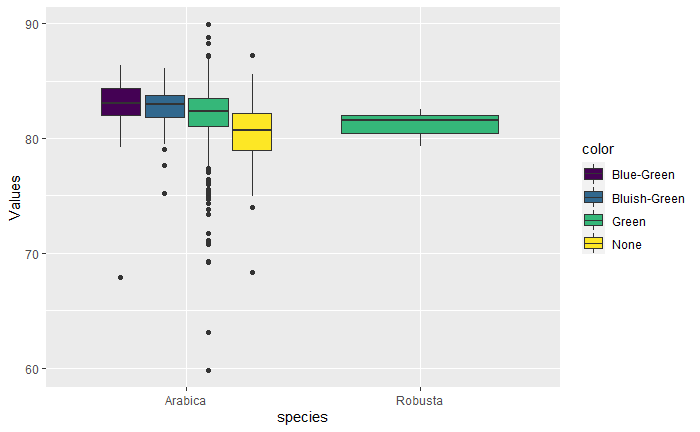 90
80
70
60
Values
Arabica
Robusta
species
color
Blue-Green
Bluish-Green
Green
None